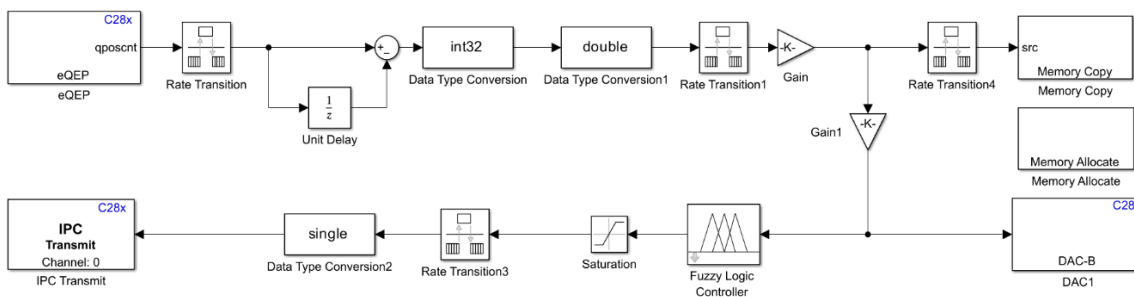 C28x
qposcnt
eQEP
eQEP
Rate Transition
+
−
1
z
Unit Delay
int32
Data Type Conversion
double
Data Type Conversion1
Rate Transition1
-K-
Gain
Rate Transition4
src
Memory Copy
Memory Copy
-K-
Gain1
Memory Allocate
Memory Allocate
C28x
IPC
Transmit
Channel: 0
IPC Transmit
single
Data Type Conversion2
Rate Transition3
Saturation
Fuzzy Logic
Controller
C28
DAC-B
DAC1